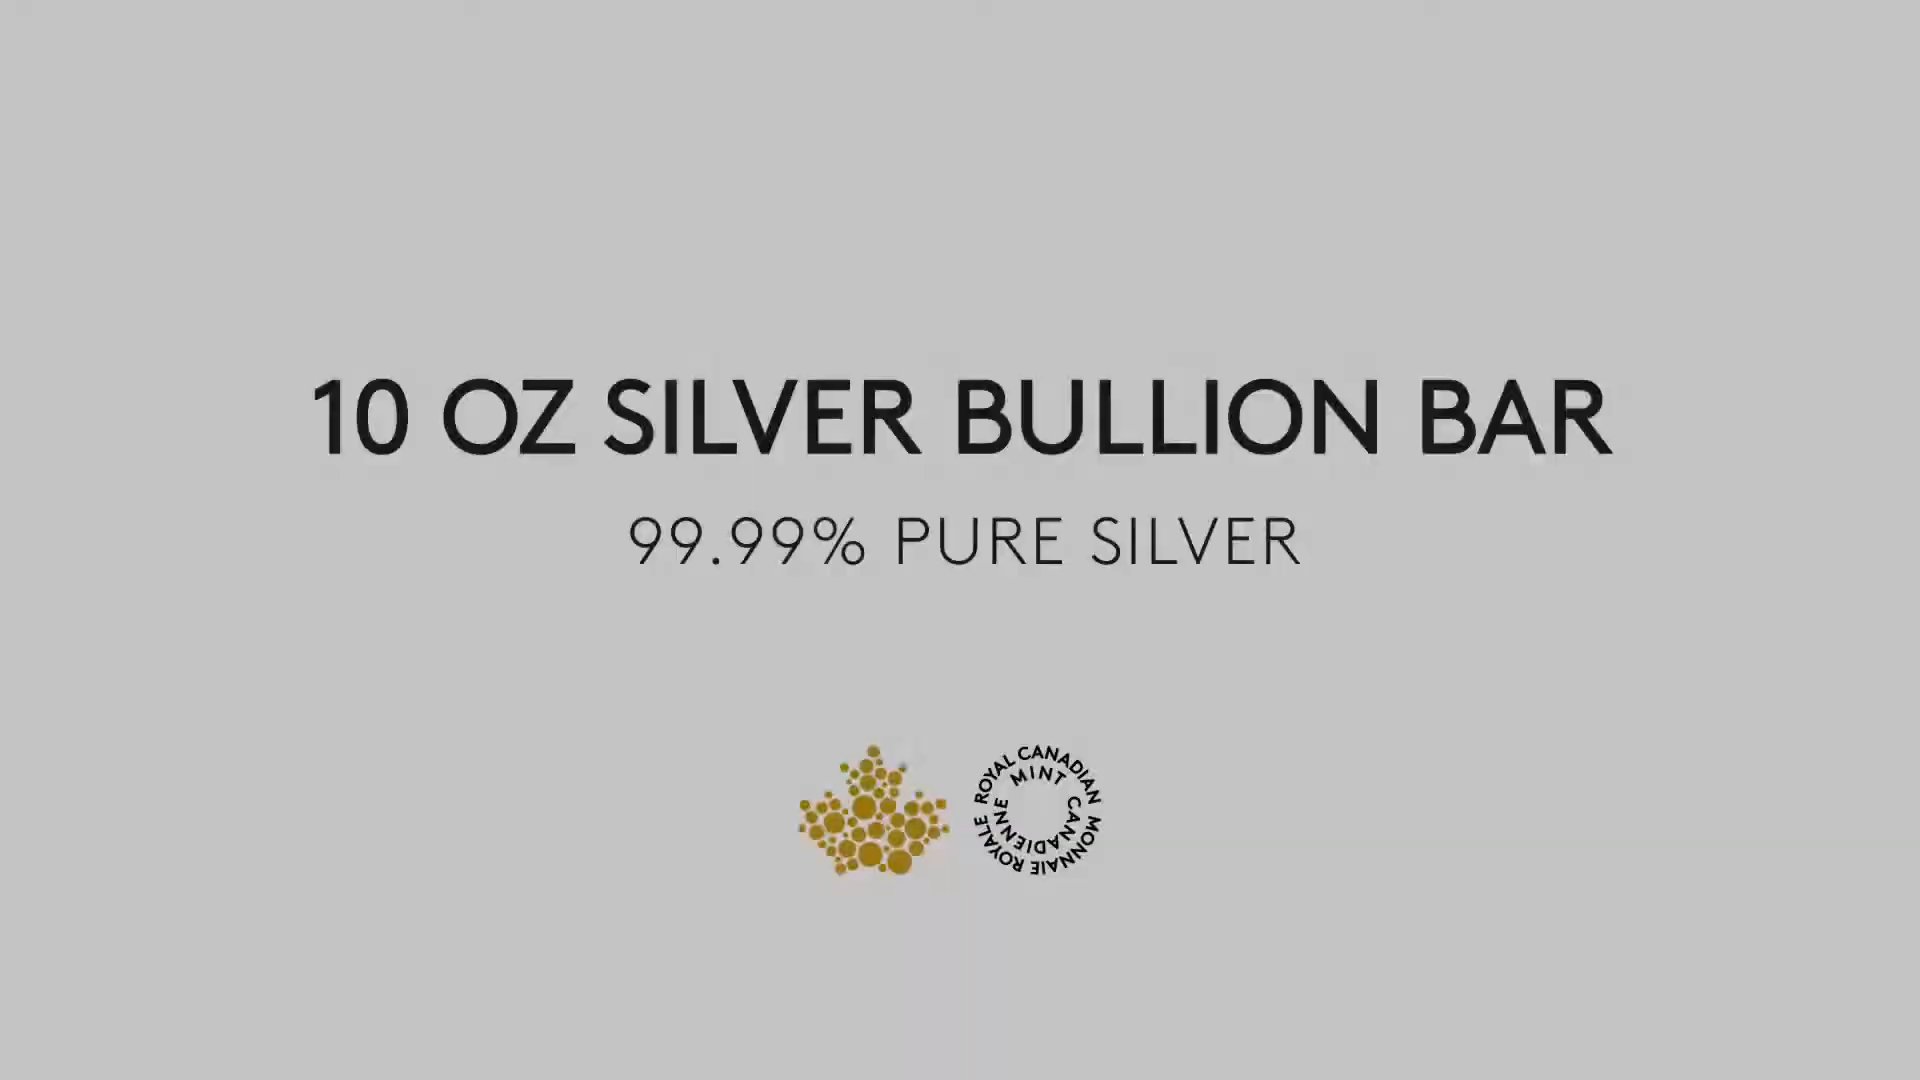 10 OZ SILVER BULLION BAR
99.99% PURE SILVER
ROYAL CANADIAN MONNAIE ROYALE
MINT CANADIENNE